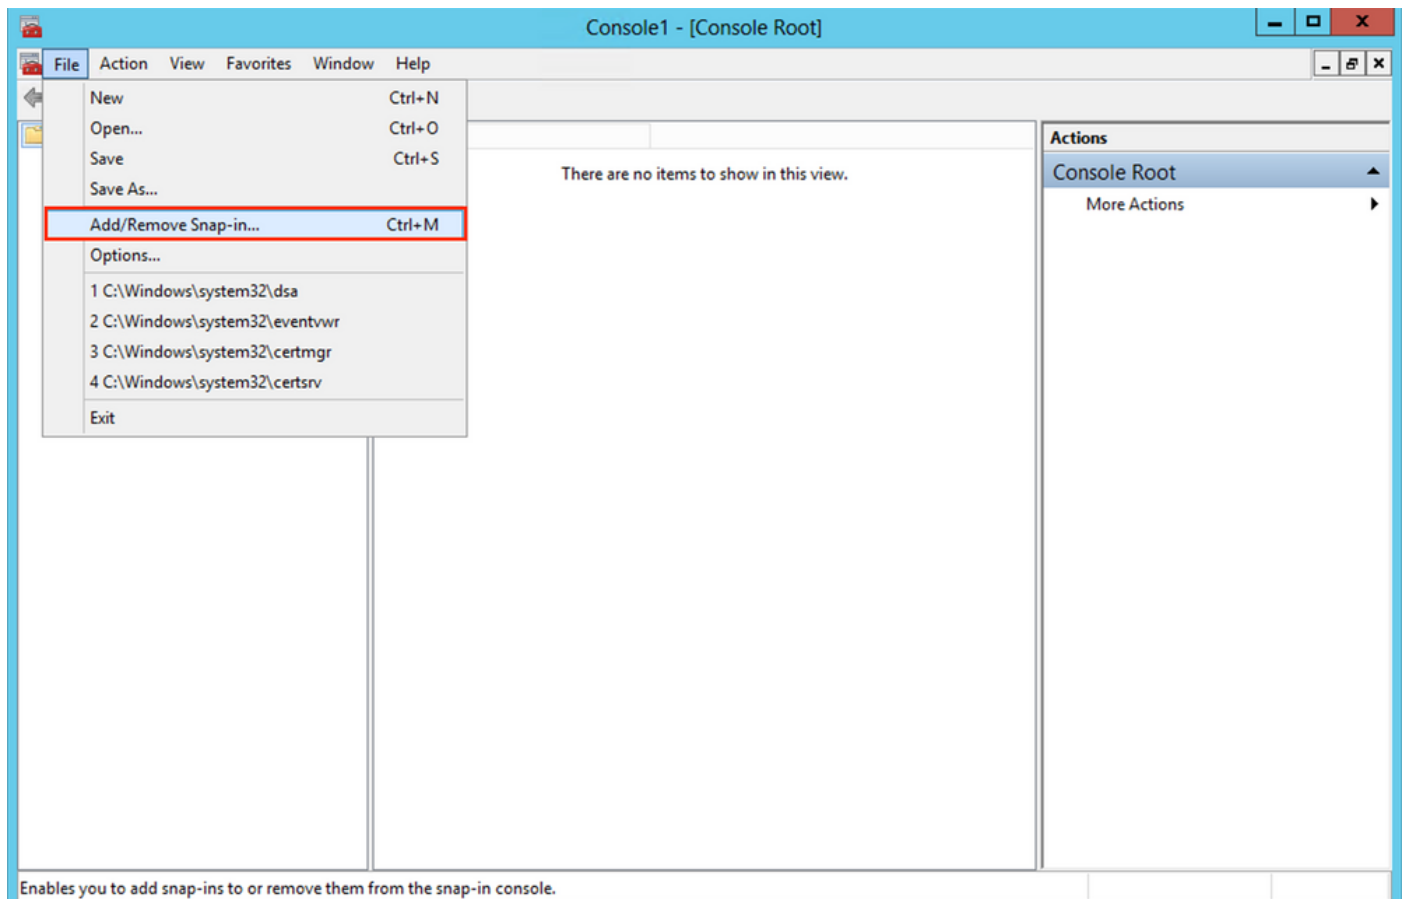 Console1 - [Console Root]
File Action View Favorites Window Help
New Ctrl+N
Open... Ctrl+O
Save Ctrl+S
Save As...
Add/Remove Snap-in... Ctrl+M
Options...
1 C:\Windows\system32\dsa
2 C:\Windows\system32\eventvwr
3 C:\Windows\system32\certmgr
4 C:\Windows\system32\certsrv
Exit
There are no items to show in this view.
Actions
Console Root
More Actions
Enables you to add snap-ins to or remove them from the snap-in console.